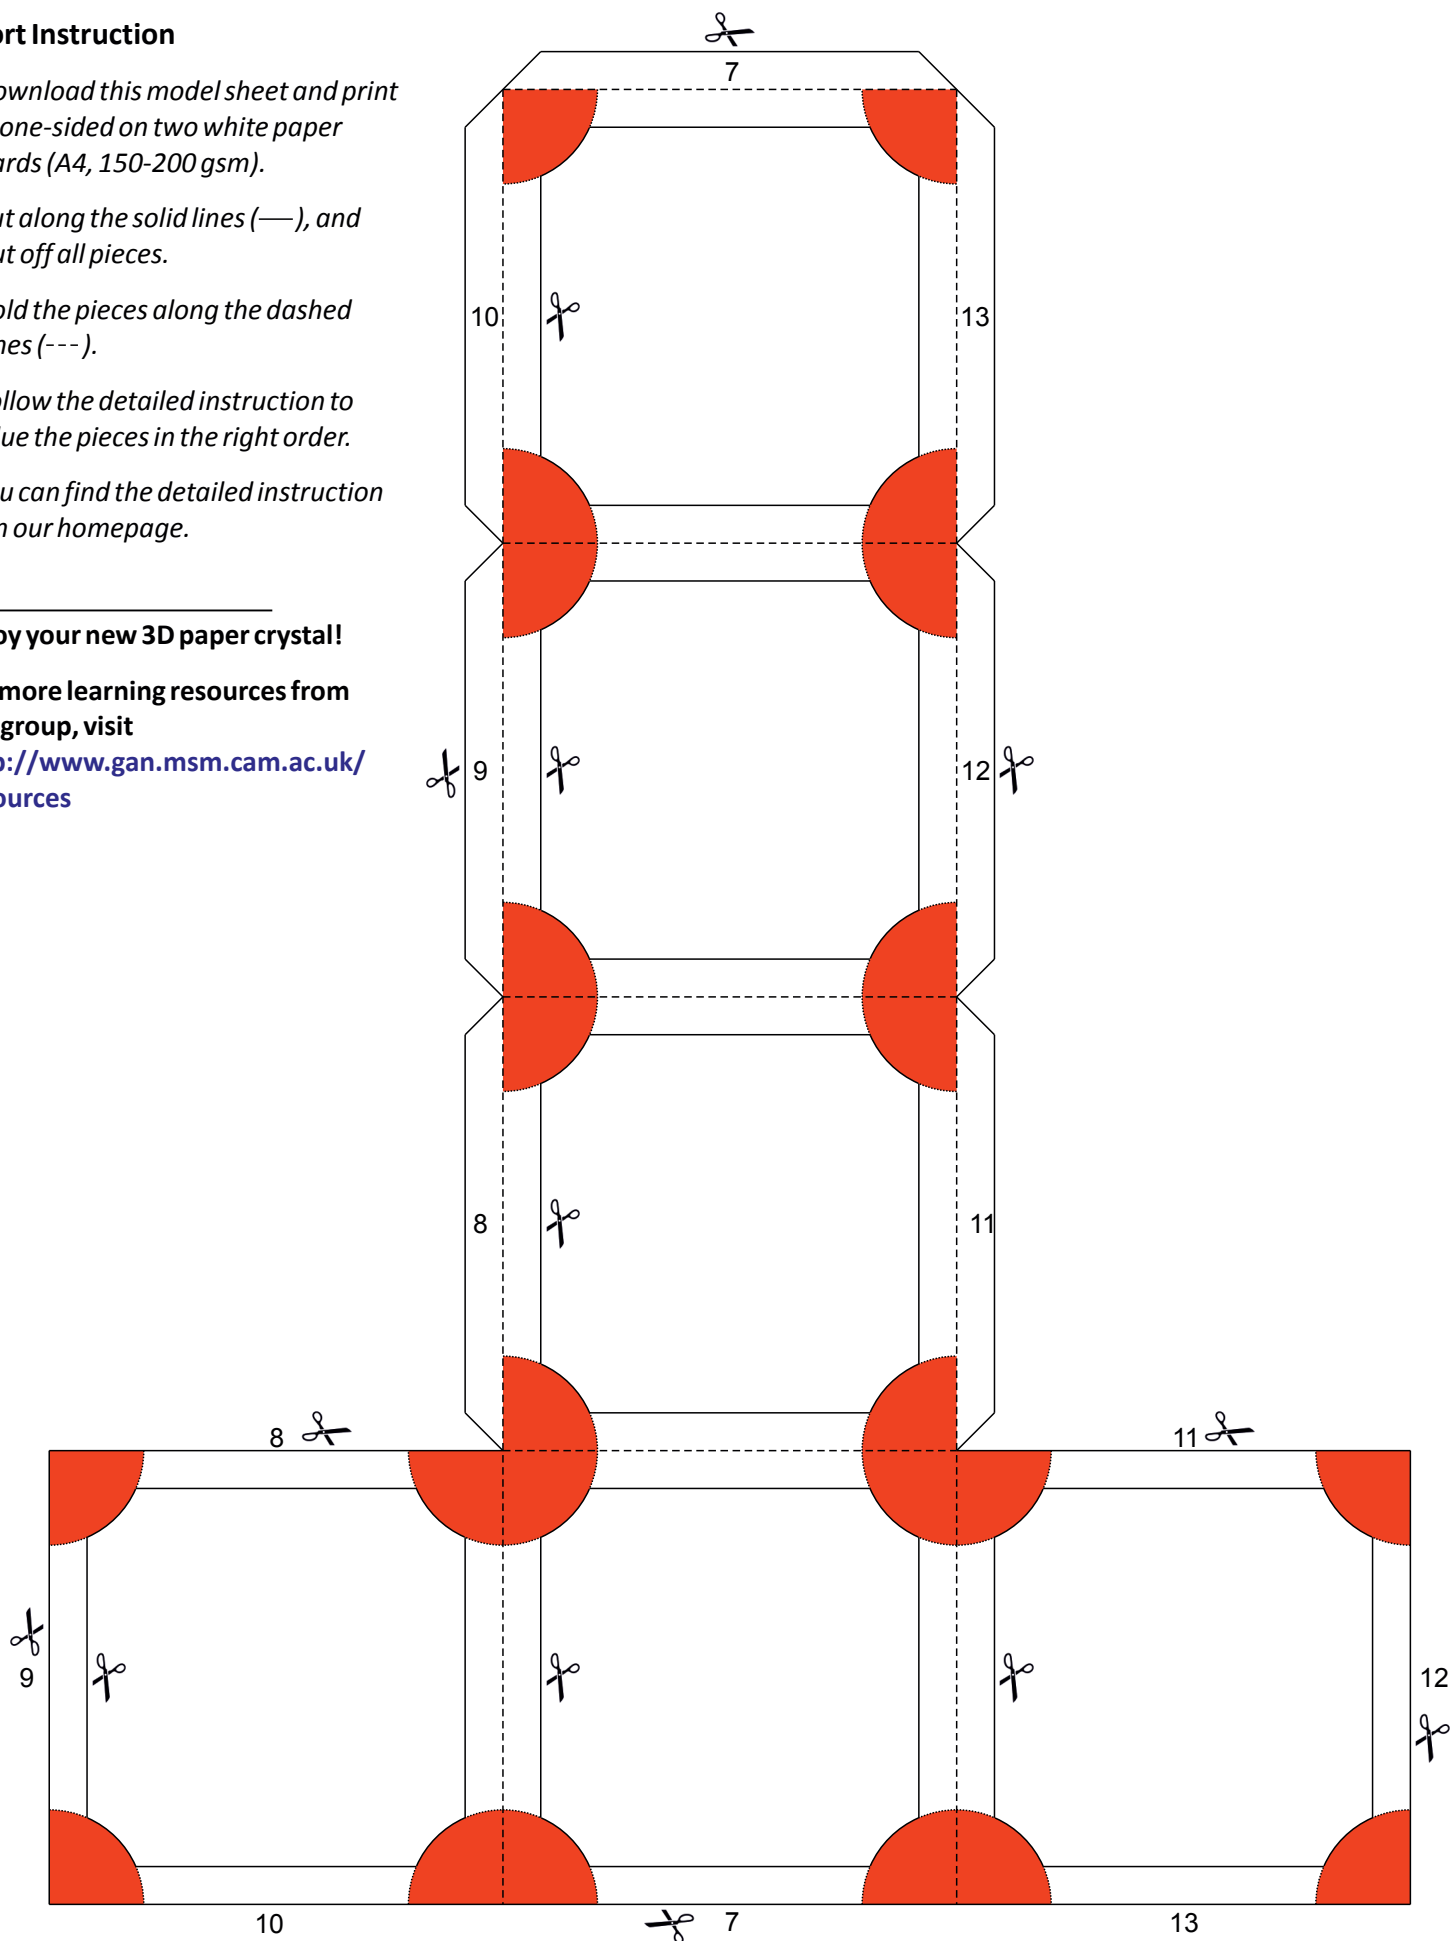 ort Instruction
ownload this model sheet and print
one-sided on two white paper
ards (A4, 150-200 gsm).
ut along the solid lines (—), and
ut off all pieces.
old the pieces along the dashed
nes (---).
ollow the detailed instruction to
lue the pieces in the right order.
u can find the detailed instruction
n our homepage.
oy your new 3D paper crystal!
more learning resources from
group, visit
p://www.gan.msm.cam.ac.uk/
ources
7
10
13
9
12
8
11
8
11
9
12
10
7
13